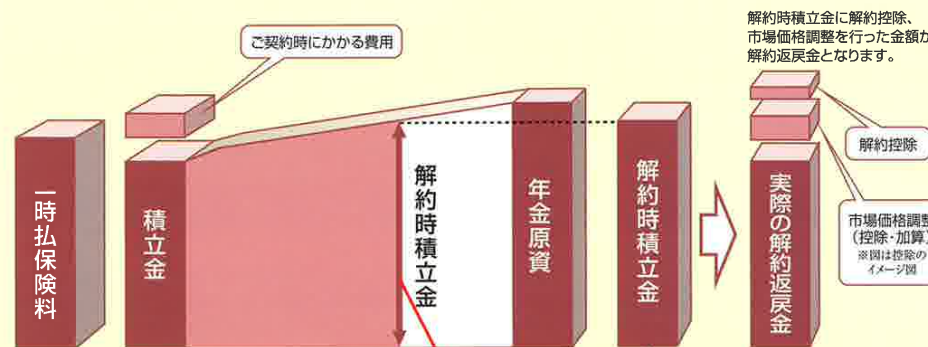 解約時積立金に解約控除、
市場価格調整を行った金額が
解約返戻金となります。
ご契約時にかかる費用
一時払保険料
積立金
解約時積立金
年金原資
解約時積立金
実際の解約返戻金
解約控除
市場価格調整
(控除・加算)
※図は控除の
イメージ図